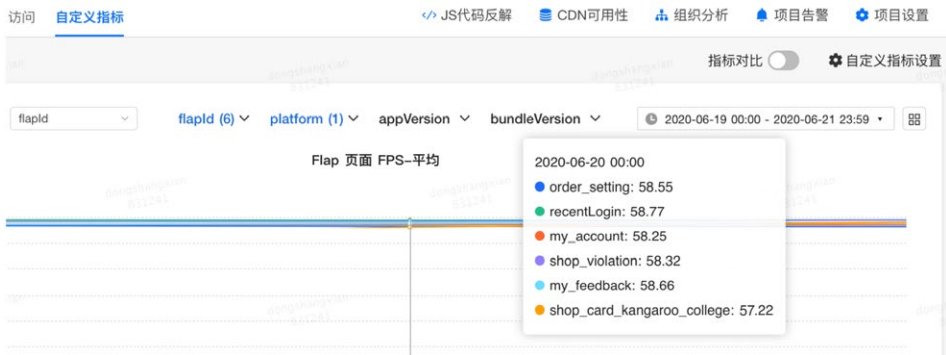 访问 自定义指标 </> JS代码反解 CDN可用性 组织分析 项目告警 项目设置
指标对比 自定义指标设置
flapId flapId (6) platform (1) appVersion bundleVersion 2020-06-19 00:00 - 2020-06-21 23:59
Flap 页面 FPS-平均
2020-06-20 00:00
order_setting: 58.55
recentLogin: 58.77
my_account: 58.25
shop_violation: 58.32
my_feedback: 58.66
shop_card_kangaroo_college: 57.22
dongshangxian
831241